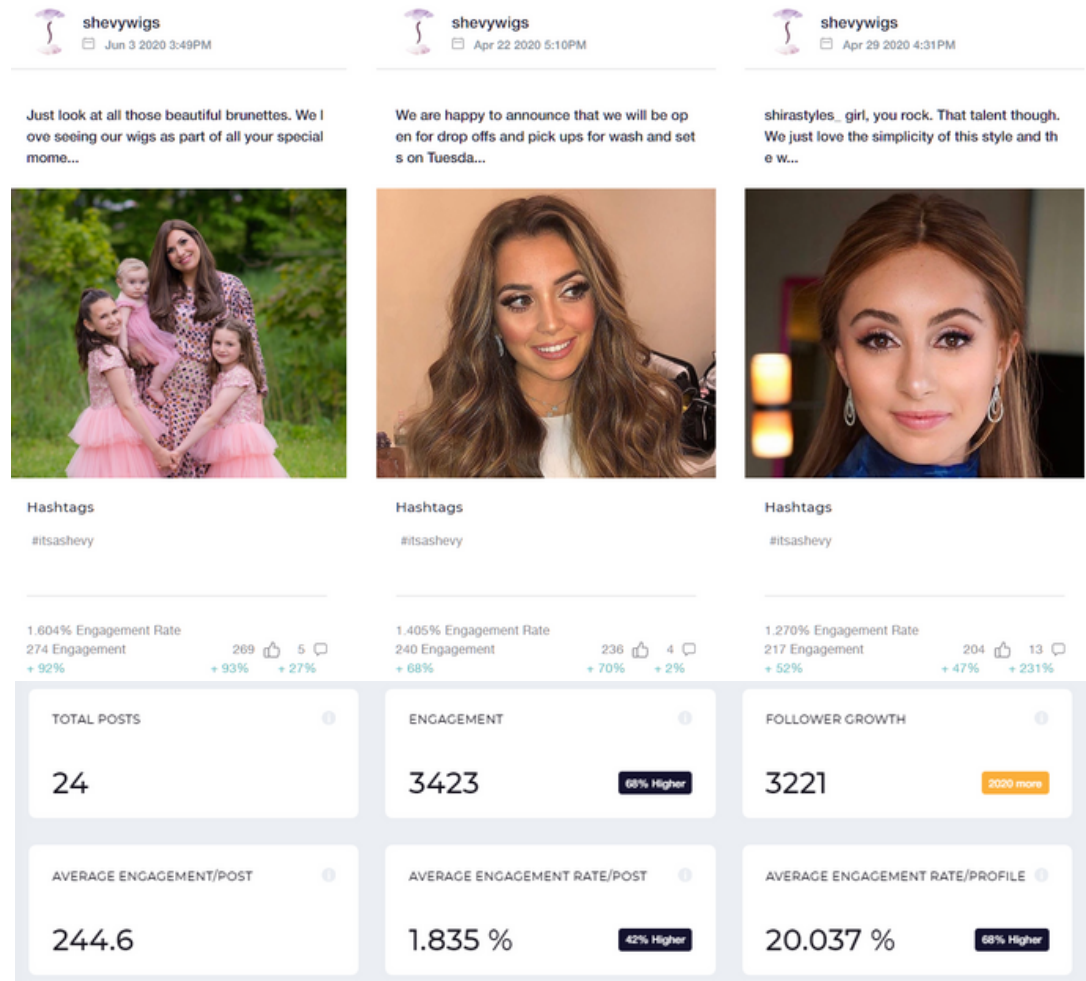 shevywigs
Jun 3 2020 3:49PM
Just look at all those beautiful brunettes. We l
ove seeing our wigs as part of all your special
mome...
Hashtags
#itsashevy
1.604% Engagement Rate
274 Engagement 269 5
+ 92% + 93% + 27%
shevywigs
Apr 22 2020 5:10PM
We are happy to announce that we will be op
en for drop offs and pick ups for wash and set
s on Tuesda...
Hashtags
#itsashevy
1.405% Engagement Rate
240 Engagement 236 4
+ 68% + 70% + 2%
shevywigs
Apr 29 2020 4:31PM
shirastyles_ girl, you rock. That talent though.
We just love the simplicity of this style and th
e w...
Hashtags
#itsashevy
1.270% Engagement Rate
217 Engagement 204 13
+ 52% + 47% + 231%
TOTAL POSTS
24
ENGAGEMENT
3423 68% Higher
FOLLOWER GROWTH
3221 2020 more
AVERAGE ENGAGEMENT/POST
244.6
AVERAGE ENGAGEMENT RATE/POST
1.835 % 42% Higher
AVERAGE ENGAGEMENT RATE/PROFILE
20.037 % 68% Higher